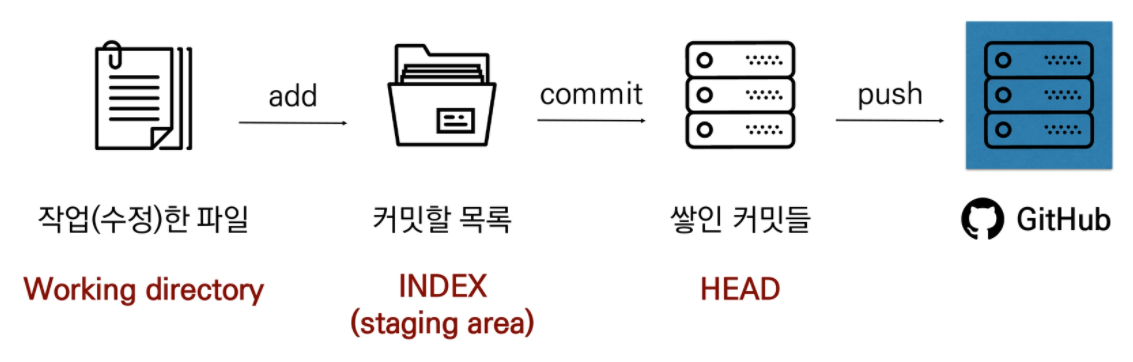 add
commit
push
작업(수정)한 파일
커밋할 목록
쌓인 커밋들
GitHub
Working directory
INDEX
(staging area)
HEAD